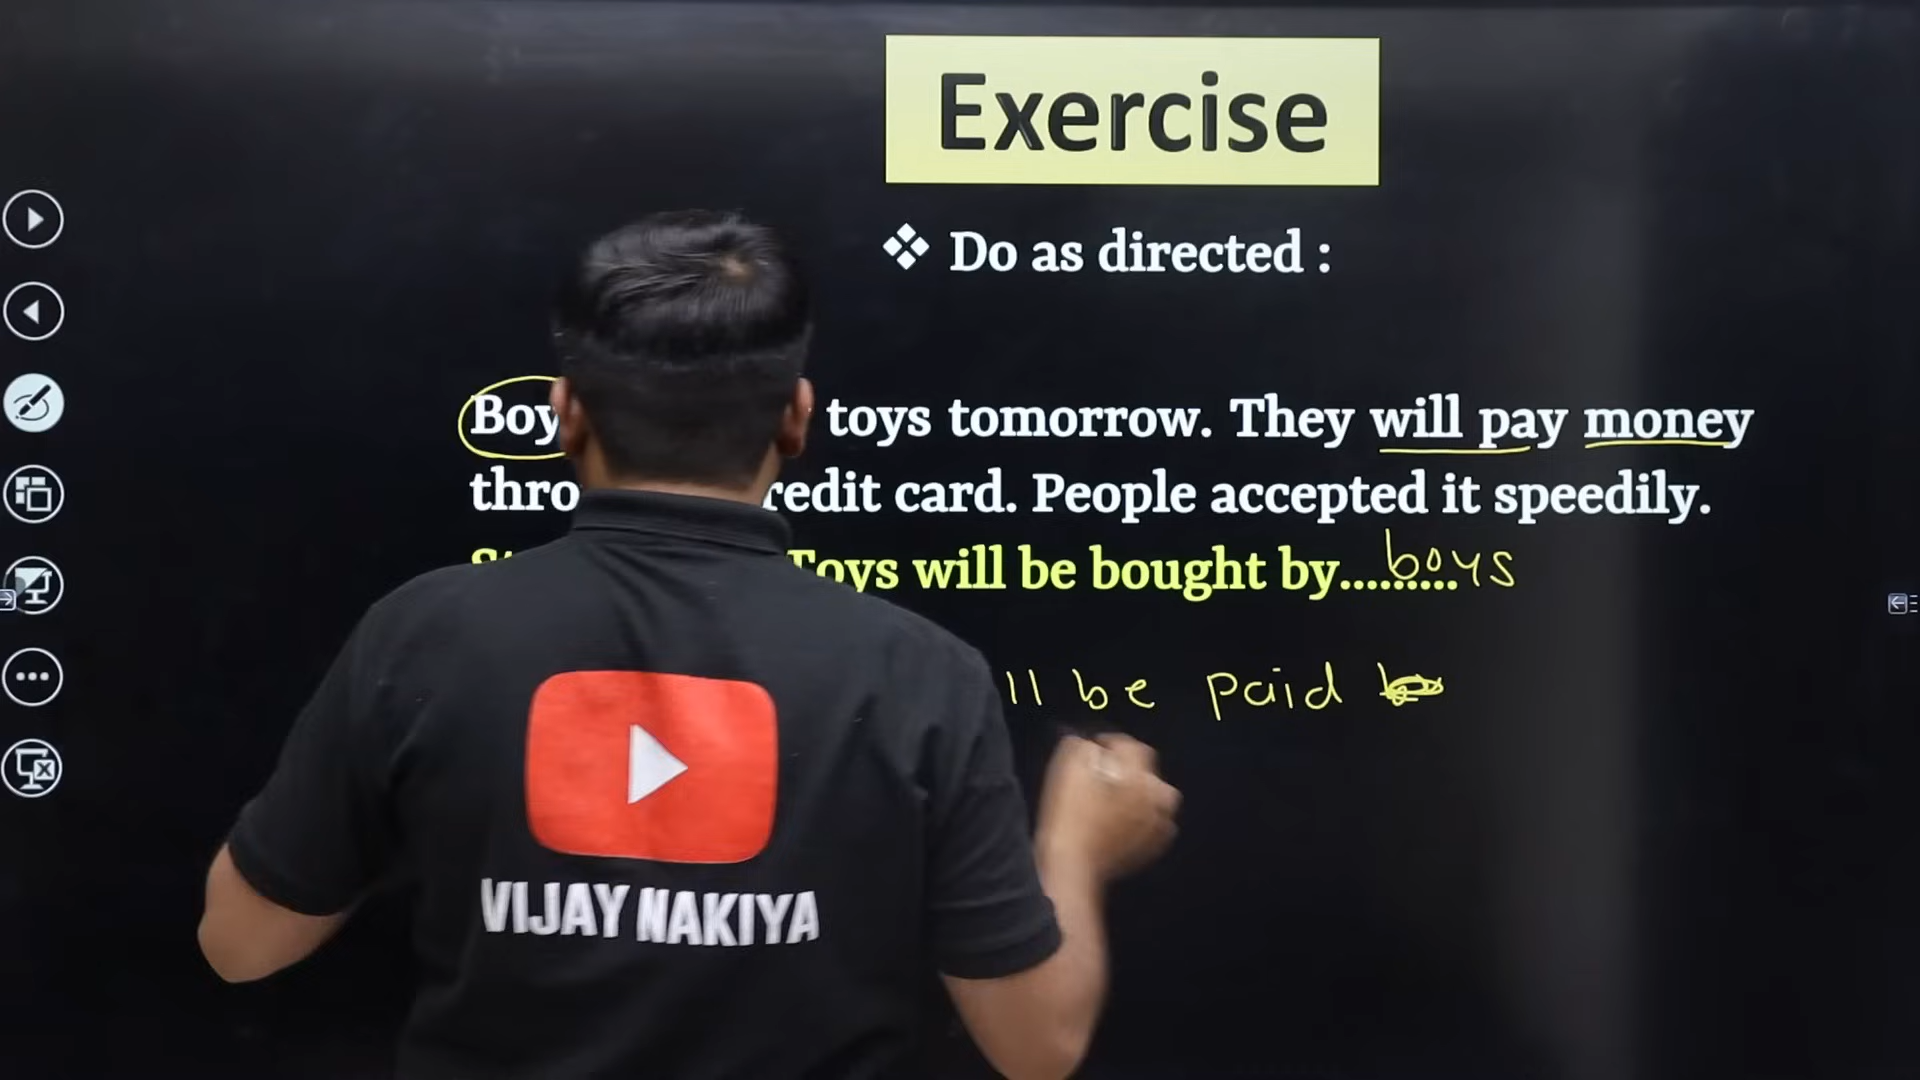 Exercise
❖ Do as directed :
Boy toys tomorrow. They will pay money
thro redit card. People accepted it speedily.
Toys will be bought by......... boys
ll be paid
VIJAY NAKIYA